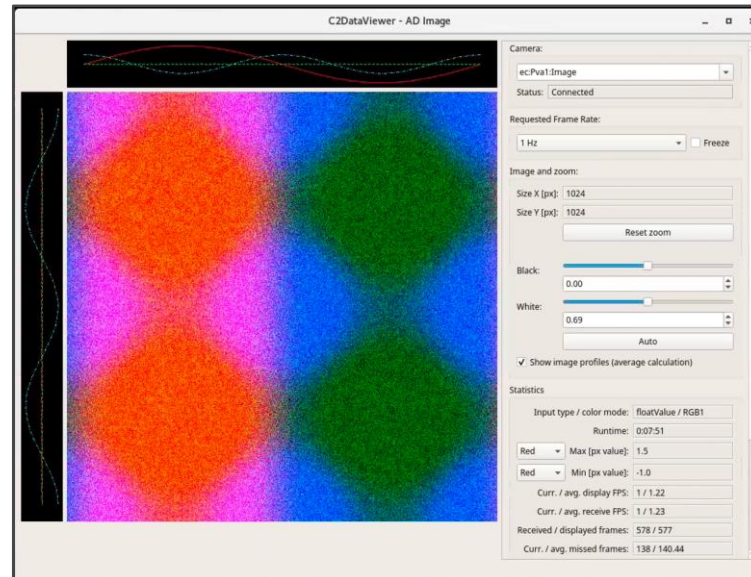 C2DataViewer - AD Image
Camera:
ec:Pva1:Image
Status: Connected
Requested Frame Rate:
1 Hz Freeze
Image and zoom:
Size X [px]: 1024
Size Y [px]: 1024
Reset zoom
Black:
0.00
White:
0.69
Auto
Show image profiles (average calculation)
Statistics
Input type / color mode: floatValue / RGB1
Runtime: 0:07:51
Red Max [px value]: 1.5
Red Min [px value]: -1.0
Curr. / avg. display FPS: 1 / 1.22
Curr. / avg. receive FPS: 1 / 1.23
Received / displayed frames: 578 / 577
Curr. / avg. missed frames: 138 / 140.44